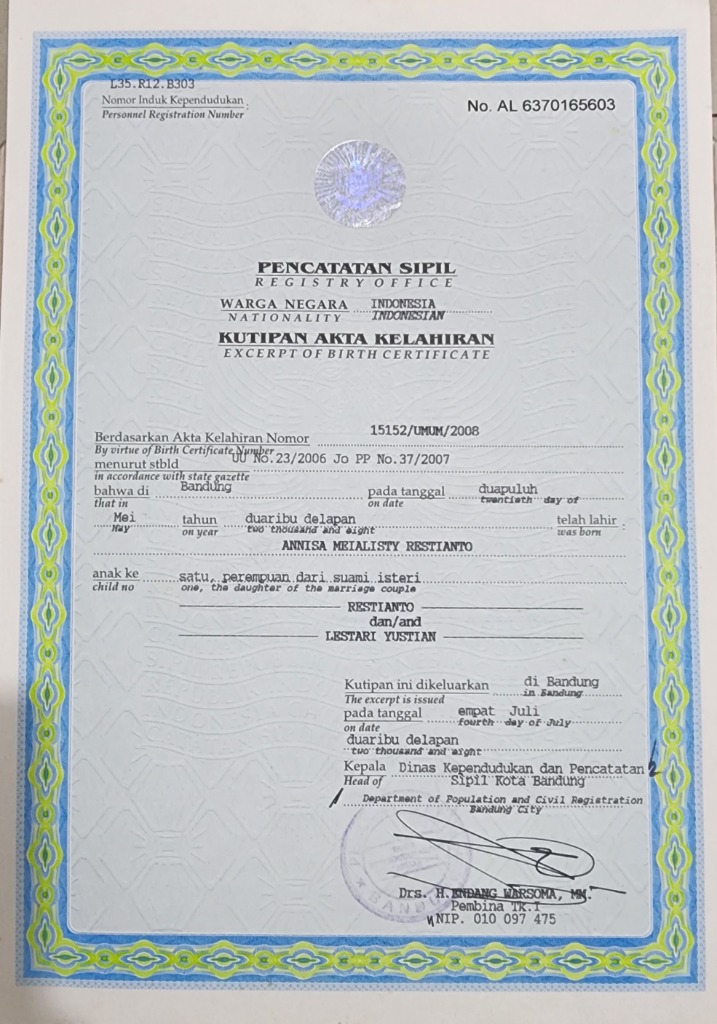 L35.R12.B303
Nomor Induk Kependudukan :
Personnel Registration Number
No. AL 6370165603
PENCATATAN SIPIL
REGISTRY OFFICE
WARGA NEGARA INDONESIA
NATIONALITY INDONESIAN
KUTIPAN AKTA KELAHIRAN
EXCERPT OF BIRTH CERTIFICATE
Berdasarkan Akta Kelahiran Nomor 15152/UMUM/2008
By virtue of Birth Certificate Number
menurut stbld UU No.23/2006 Jo PP No.37/2007
in accordance with state gazette
bahwa di Bandung pada tanggal duapuluh
that in on date twentieth day of
Mei tahun duaribu delapan telah lahir :
May on year two thousand and eight was born
ANNISA MEIALISTY RESTIANTO
anak ke satu, perempuan dari suami isteri
child no one, the daughter of the marriage couple
RESTIANTO
dan/and
LESTARI YUSTIAN
Kutipan ini dikeluarkan di Bandung
The excerpt is issued in Bandung
pada tanggal empat Juli
on date fourth day of July
duaribu delapan
two thousand and eight
Kepala Dinas Kependudukan dan Pencatatan
Head of Sipil Kota Bandung
Department of Population and Civil Registration
Bandung City
Drs. H. ENDANG WARSOMA, MM.
Pembina Tk.I
NIP. 010 097 475